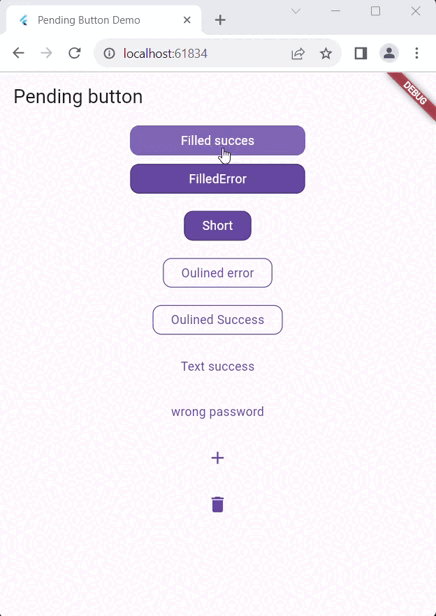 Pending Button Demo
localhost:61834
DEBUG
Pending button
Filled succes
FilledError
Short
Oulined error
Oulined Success
Text success
wrong password